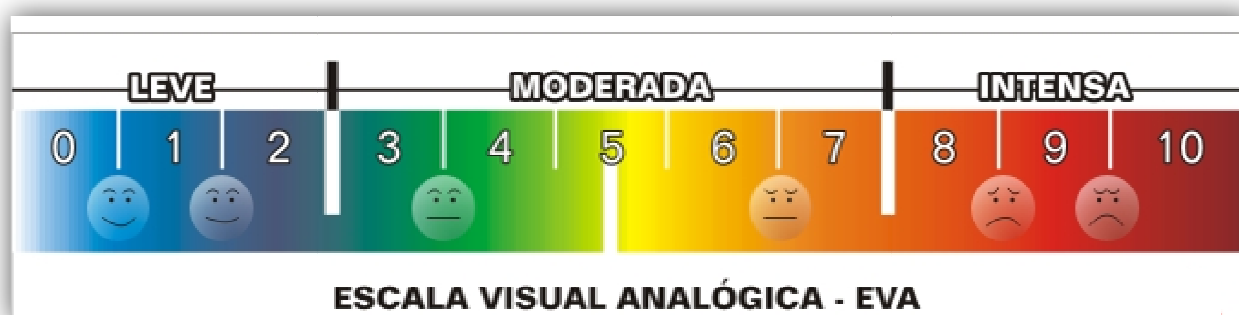 LEVE MODERADA INTENSA
0 1 2 3 4 5 6 7 8 9 10
ESCALA VISUAL ANALÓGICA - EVA